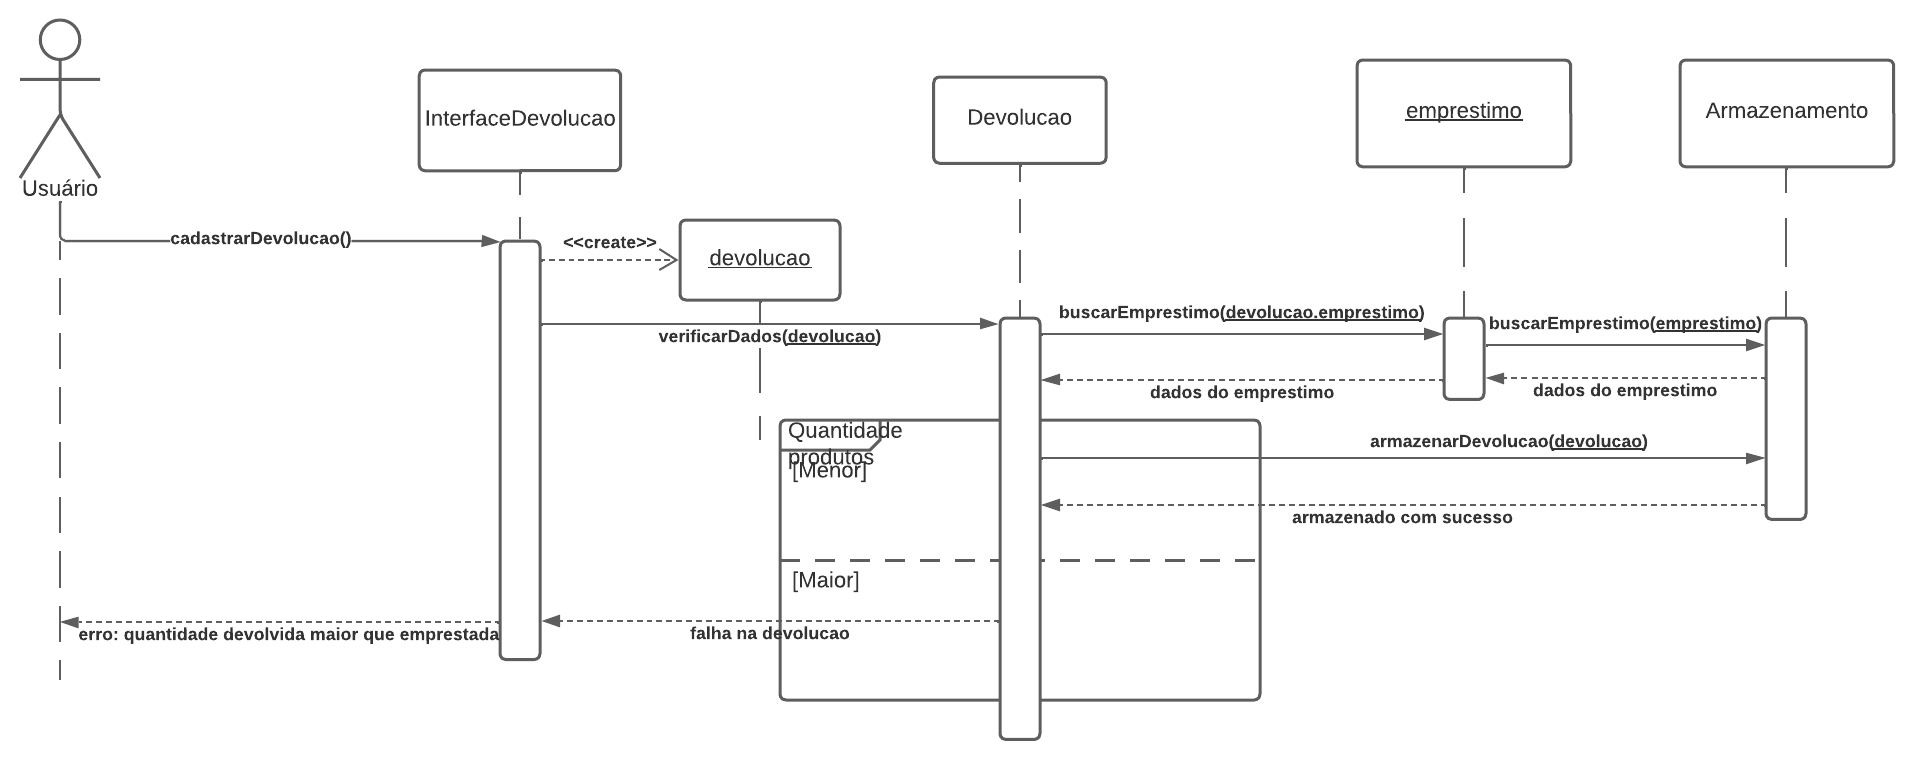 Usuário
InterfaceDevolucao
Devolucao
emprestimo
Armazenamento
cadastrarDevolucao()
<<create>>
devolucao
verificarDados(devolucao)
buscarEmprestimo(devolucao.emprestimo)
buscarEmprestimo(emprestimo)
dados do emprestimo
dados do emprestimo
Quantidade
produtos
[Menor]
armazenarDevolucao(devolucao)
armazenado com sucesso
[Maior]
falha na devolucao
erro: quantidade devolvida maior que emprestada